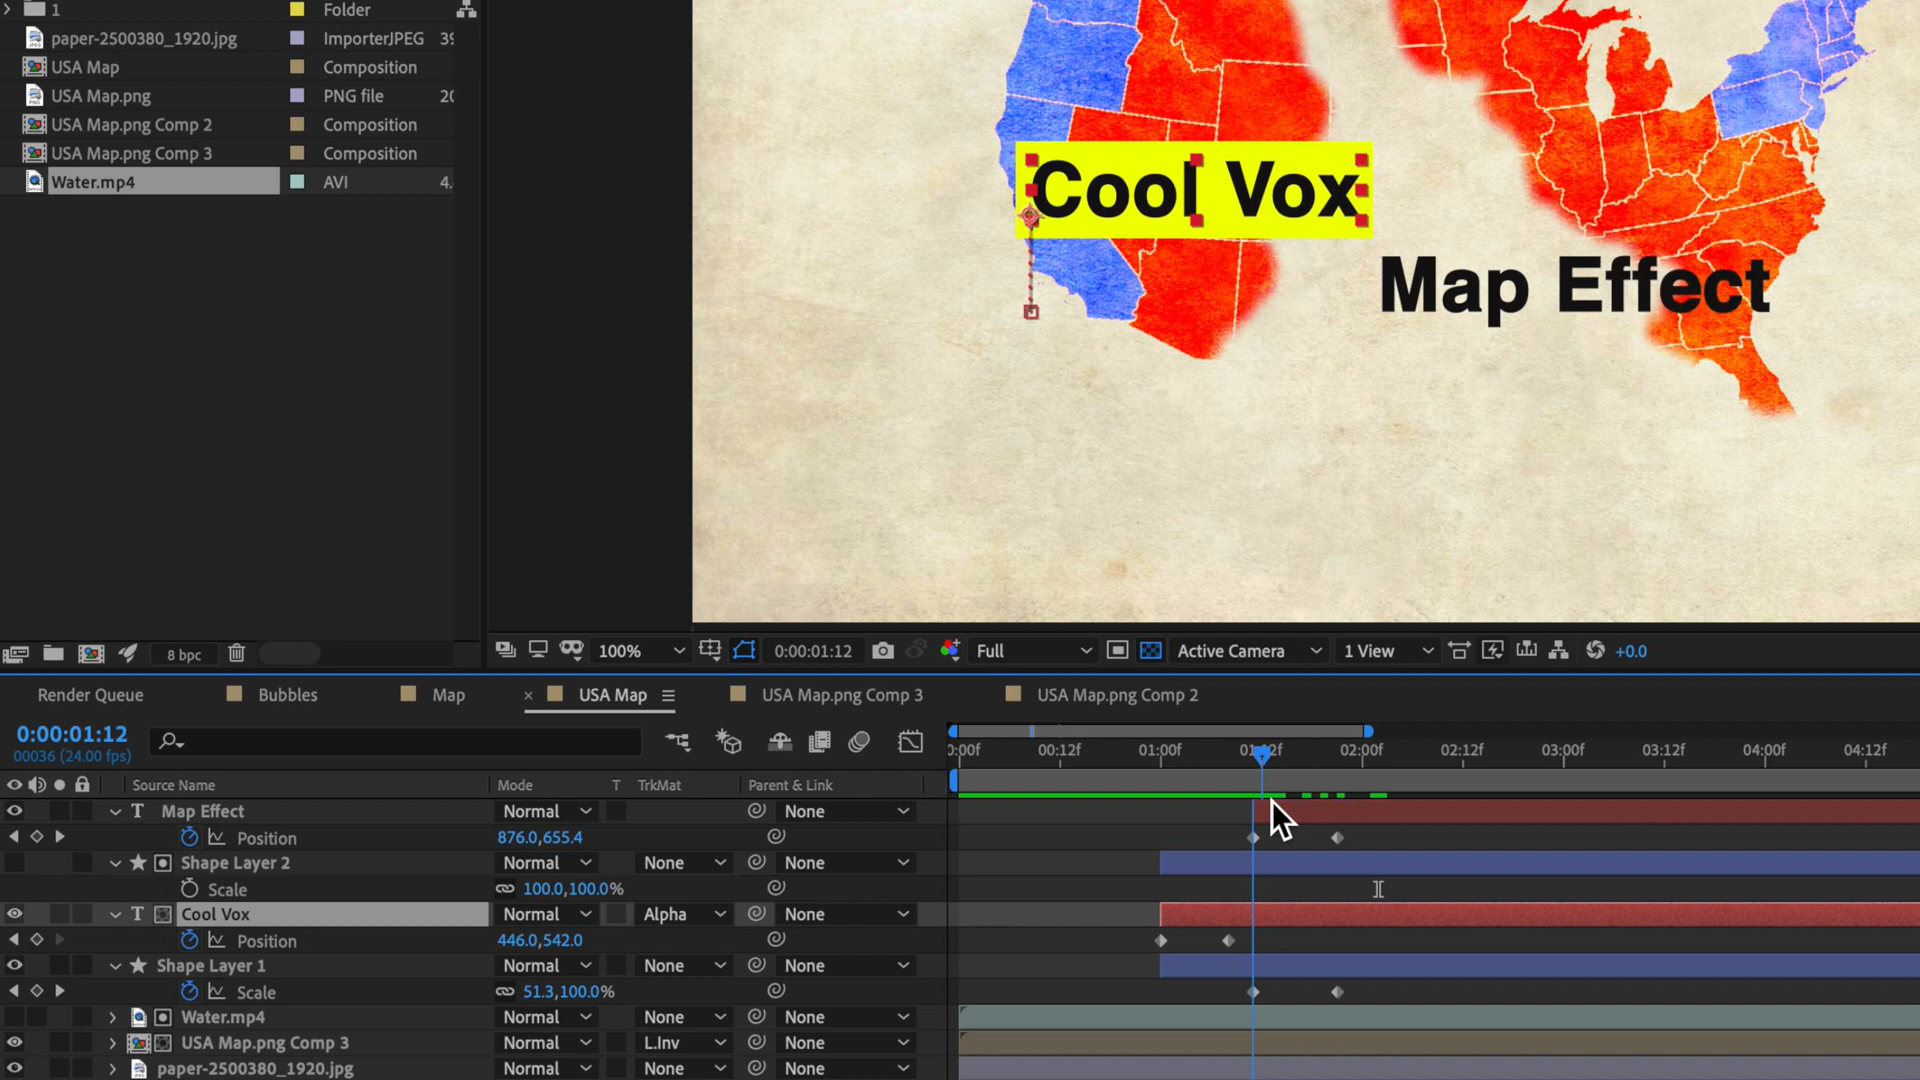 1 Folder
paper-2500380_1920.jpg ImporterJPEG 39
USA Map Composition
USA Map.png PNG file 20
USA Map.png Comp 2 Composition
USA Map.png Comp 3 Composition
Water.mp4 AVI 4.
Cool Vox
Map Effect
8 bpc
100% 0:00:01:12 Full Active Camera 1 View +0.0
Render Queue Bubbles Map × USA Map USA Map.png Comp 3 USA Map.png Comp 2
0:00:01:12
00036 (24.00 fps)
0:00f 00:12f 01:00f 01:12f 02:00f 02:12f 03:00f 03:12f 04:00f 04:12f
Source Name Mode T TrkMat Parent & Link
T Map Effect Normal None
Position 876.0,655.4
Shape Layer 2 Normal None None
Scale 100.0,100.0%
T Cool Vox Normal Alpha None
Position 446.0,542.0
Shape Layer 1 Normal None None
Scale 51.3,100.0%
Water.mp4 Normal None None
USA Map.png Comp 3 Normal L.Inv None
paper-2500380_1920.jpg Normal None None